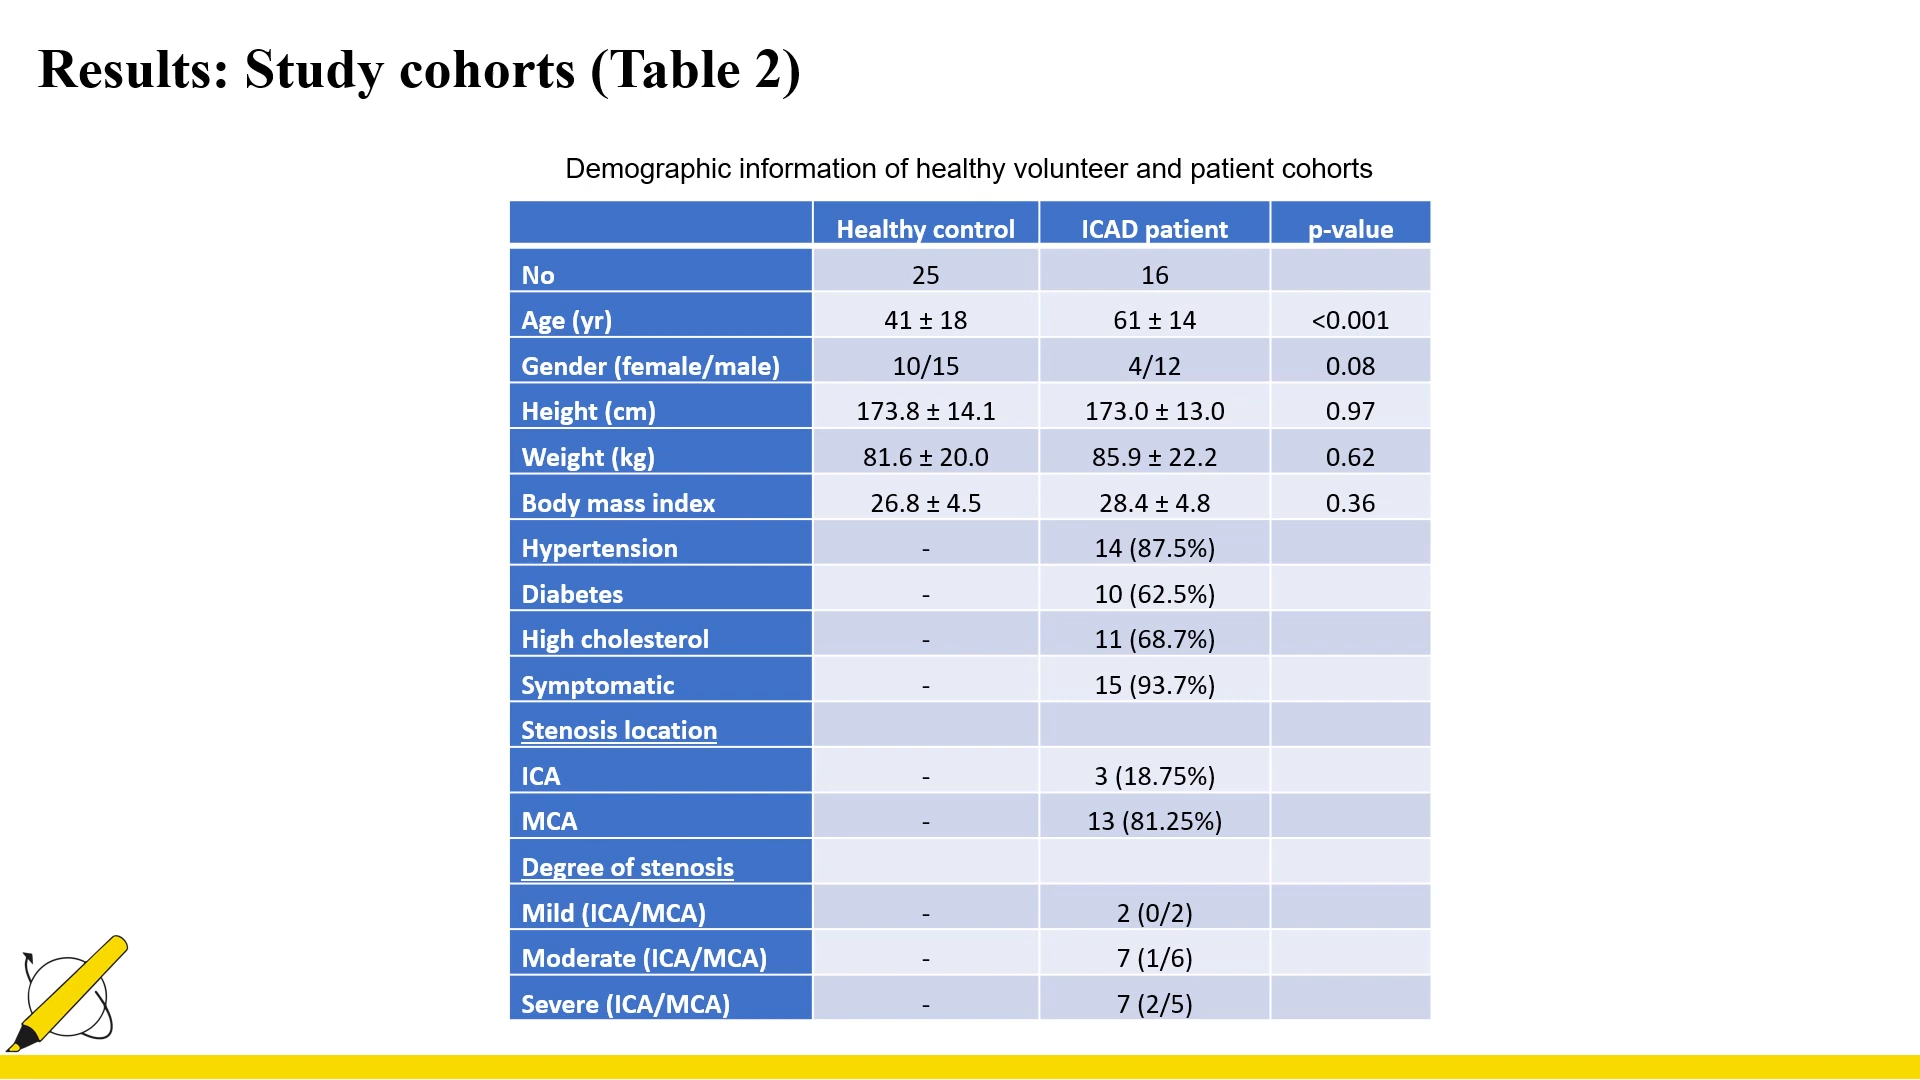 Results: Study cohorts (Table 2)
Demographic information of healthy volunteer and patient cohorts
Healthy control ICAD patient p-value
No 25 16
Age (yr) 41 ± 18 61 ± 14 <0.001
Gender (female/male) 10/15 4/12 0.08
Height (cm) 173.8 ± 14.1 173.0 ± 13.0 0.97
Weight (kg) 81.6 ± 20.0 85.9 ± 22.2 0.62
Body mass index 26.8 ± 4.5 28.4 ± 4.8 0.36
Hypertension - 14 (87.5%)
Diabetes - 10 (62.5%)
High cholesterol - 11 (68.7%)
Symptomatic - 15 (93.7%)
Stenosis location
ICA - 3 (18.75%)
MCA - 13 (81.25%)
Degree of stenosis
Mild (ICA/MCA) - 2 (0/2)
Moderate (ICA/MCA) - 7 (1/6)
Severe (ICA/MCA) - 7 (2/5)